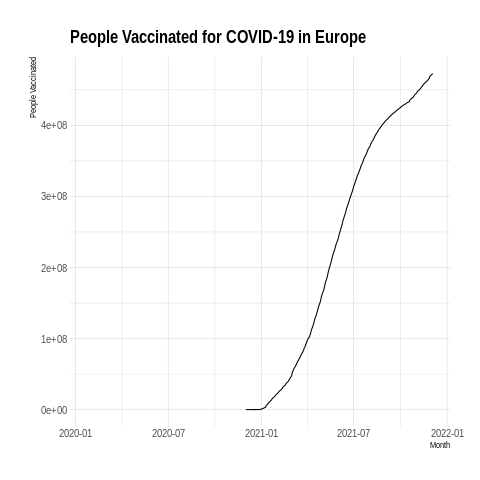 People Vaccinated for COVID-19 in Europe
People Vaccinated
4e+08
3e+08
2e+08
1e+08
0e+00
2020-01 2020-07 2021-01 2021-07 2022-01
Month